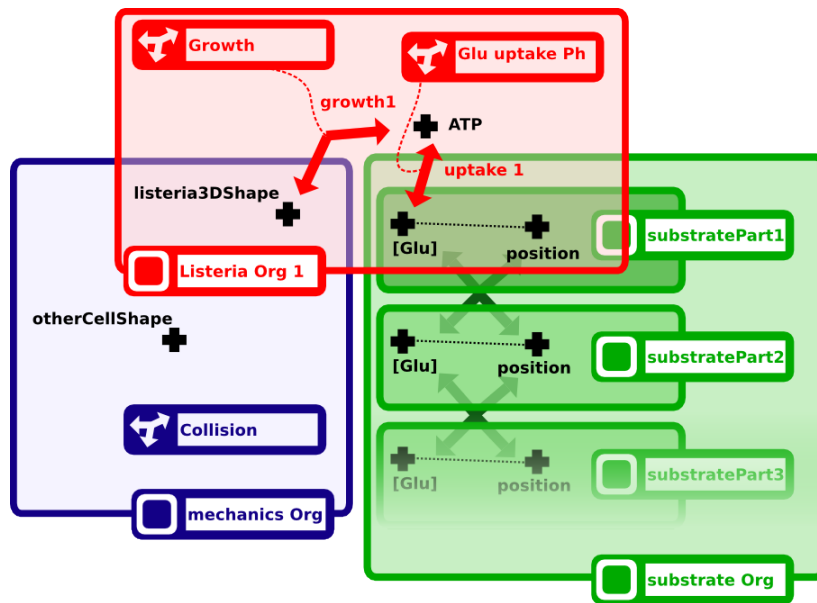 Growth
Glu uptake Ph
growth1
ATP
uptake 1
listeria3DShape
[Glu]
position
substratePart1
Listeria Org 1
otherCellShape
[Glu]
position
substratePart2
Collision
[Glu]
position
substratePart3
mechanics Org
substrate Org